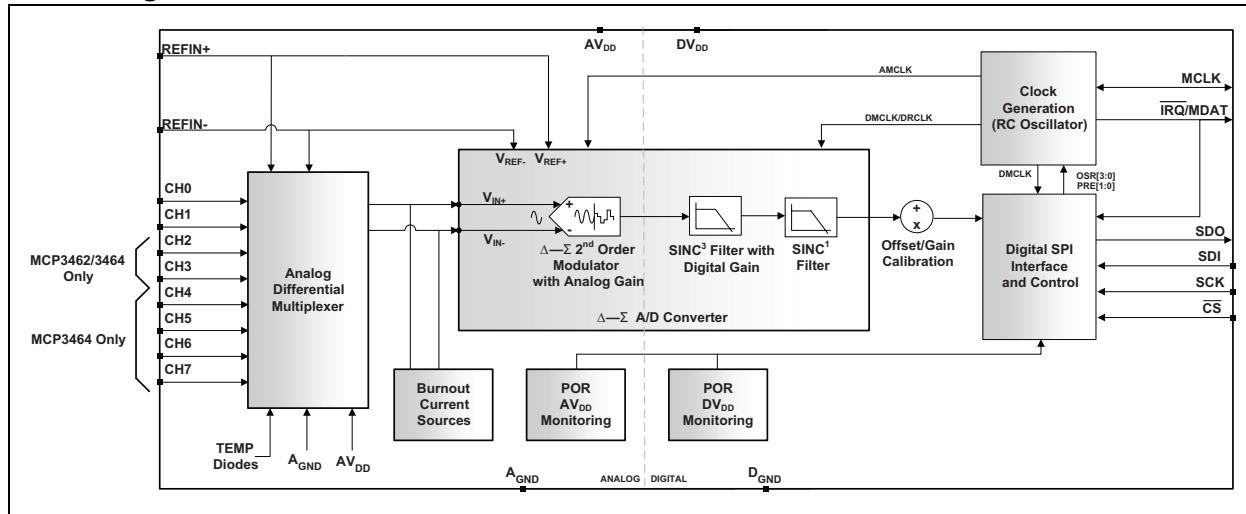 AVDD
DVDD
REFIN+
REFIN-
AMCLK
DMCLK/DRCLK
Clock
Generation
(RC Oscillator)
MCLK
IRQ/MDAT
DMCLK
OSR[3:0]
PRE[1:0]
VREF-
VREF+
CH0
CH1
CH2
CH3
CH4
CH5
CH6
CH7
MCP3462/3464
Only
MCP3464 Only
Analog
Differential
Multiplexer
VIN+
VIN-
+
-
Δ—Σ 2nd Order
Modulator
with Analog Gain
SINC3 Filter with
Digital Gain
SINC1
Filter
Δ—Σ A/D Converter
+
x
Offset/Gain
Calibration
Digital SPI
Interface
and Control
SDO
SDI
SCK
CS
Burnout
Current
Sources
POR
AVDD
Monitoring
POR
DVDD
Monitoring
TEMP
Diodes
AGND
AVDD
AGND
ANALOG
DIGITAL
DGND